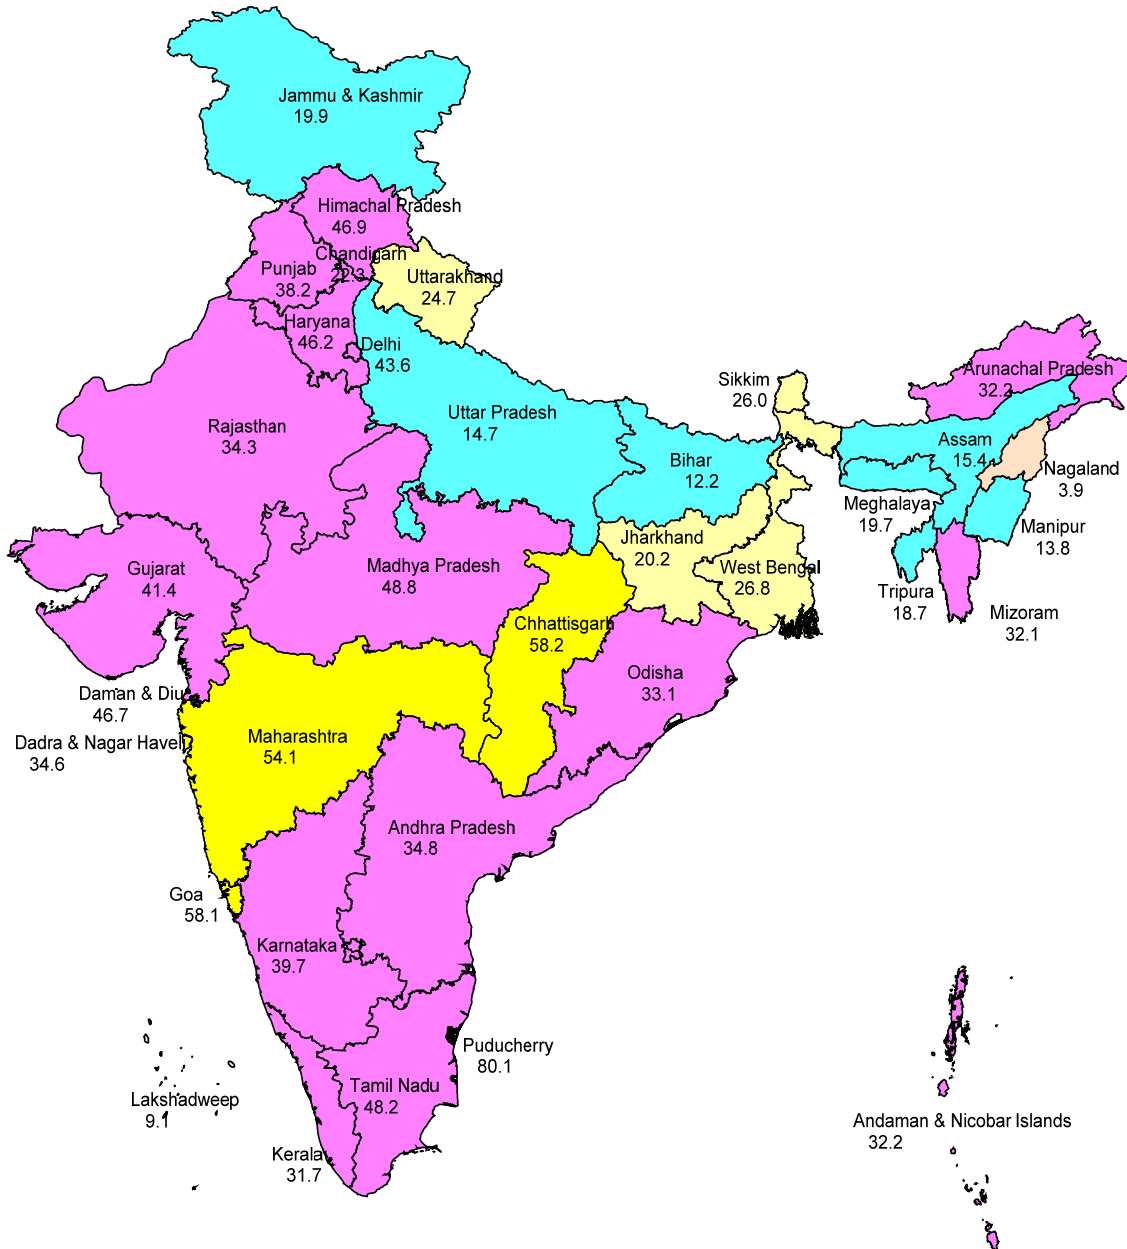 Jammu & Kashmir
19.9
Himachal Pradesh
46.9
Chandigarh
22.3
Punjab
38.2
Uttarakhand
24.7
Haryana
46.2
Delhi
43.6
Arunachal Pradesh
32.2
Sikkim
26.0
Uttar Pradesh
14.7
Rajasthan
34.3
Bihar
12.2
Assam
15.4
Nagaland
3.9
Meghalaya
19.7
Manipur
13.8
Jharkhand
20.2
Gujarat
41.4
Madhya Pradesh
48.8
West Bengal
26.8
Tripura
18.7
Mizoram
32.1
Chhattisgarh
58.2
Odisha
33.1
Daman & Diu
46.7
Dadra & Nagar Haveli
34.6
Maharashtra
54.1
Andhra Pradesh
34.8
Goa
58.1
Karnataka
39.7
Puducherry
80.1
Lakshadweep
9.1
Tamil Nadu
48.2
Andaman & Nicobar Islands
32.2
Kerala
31.7